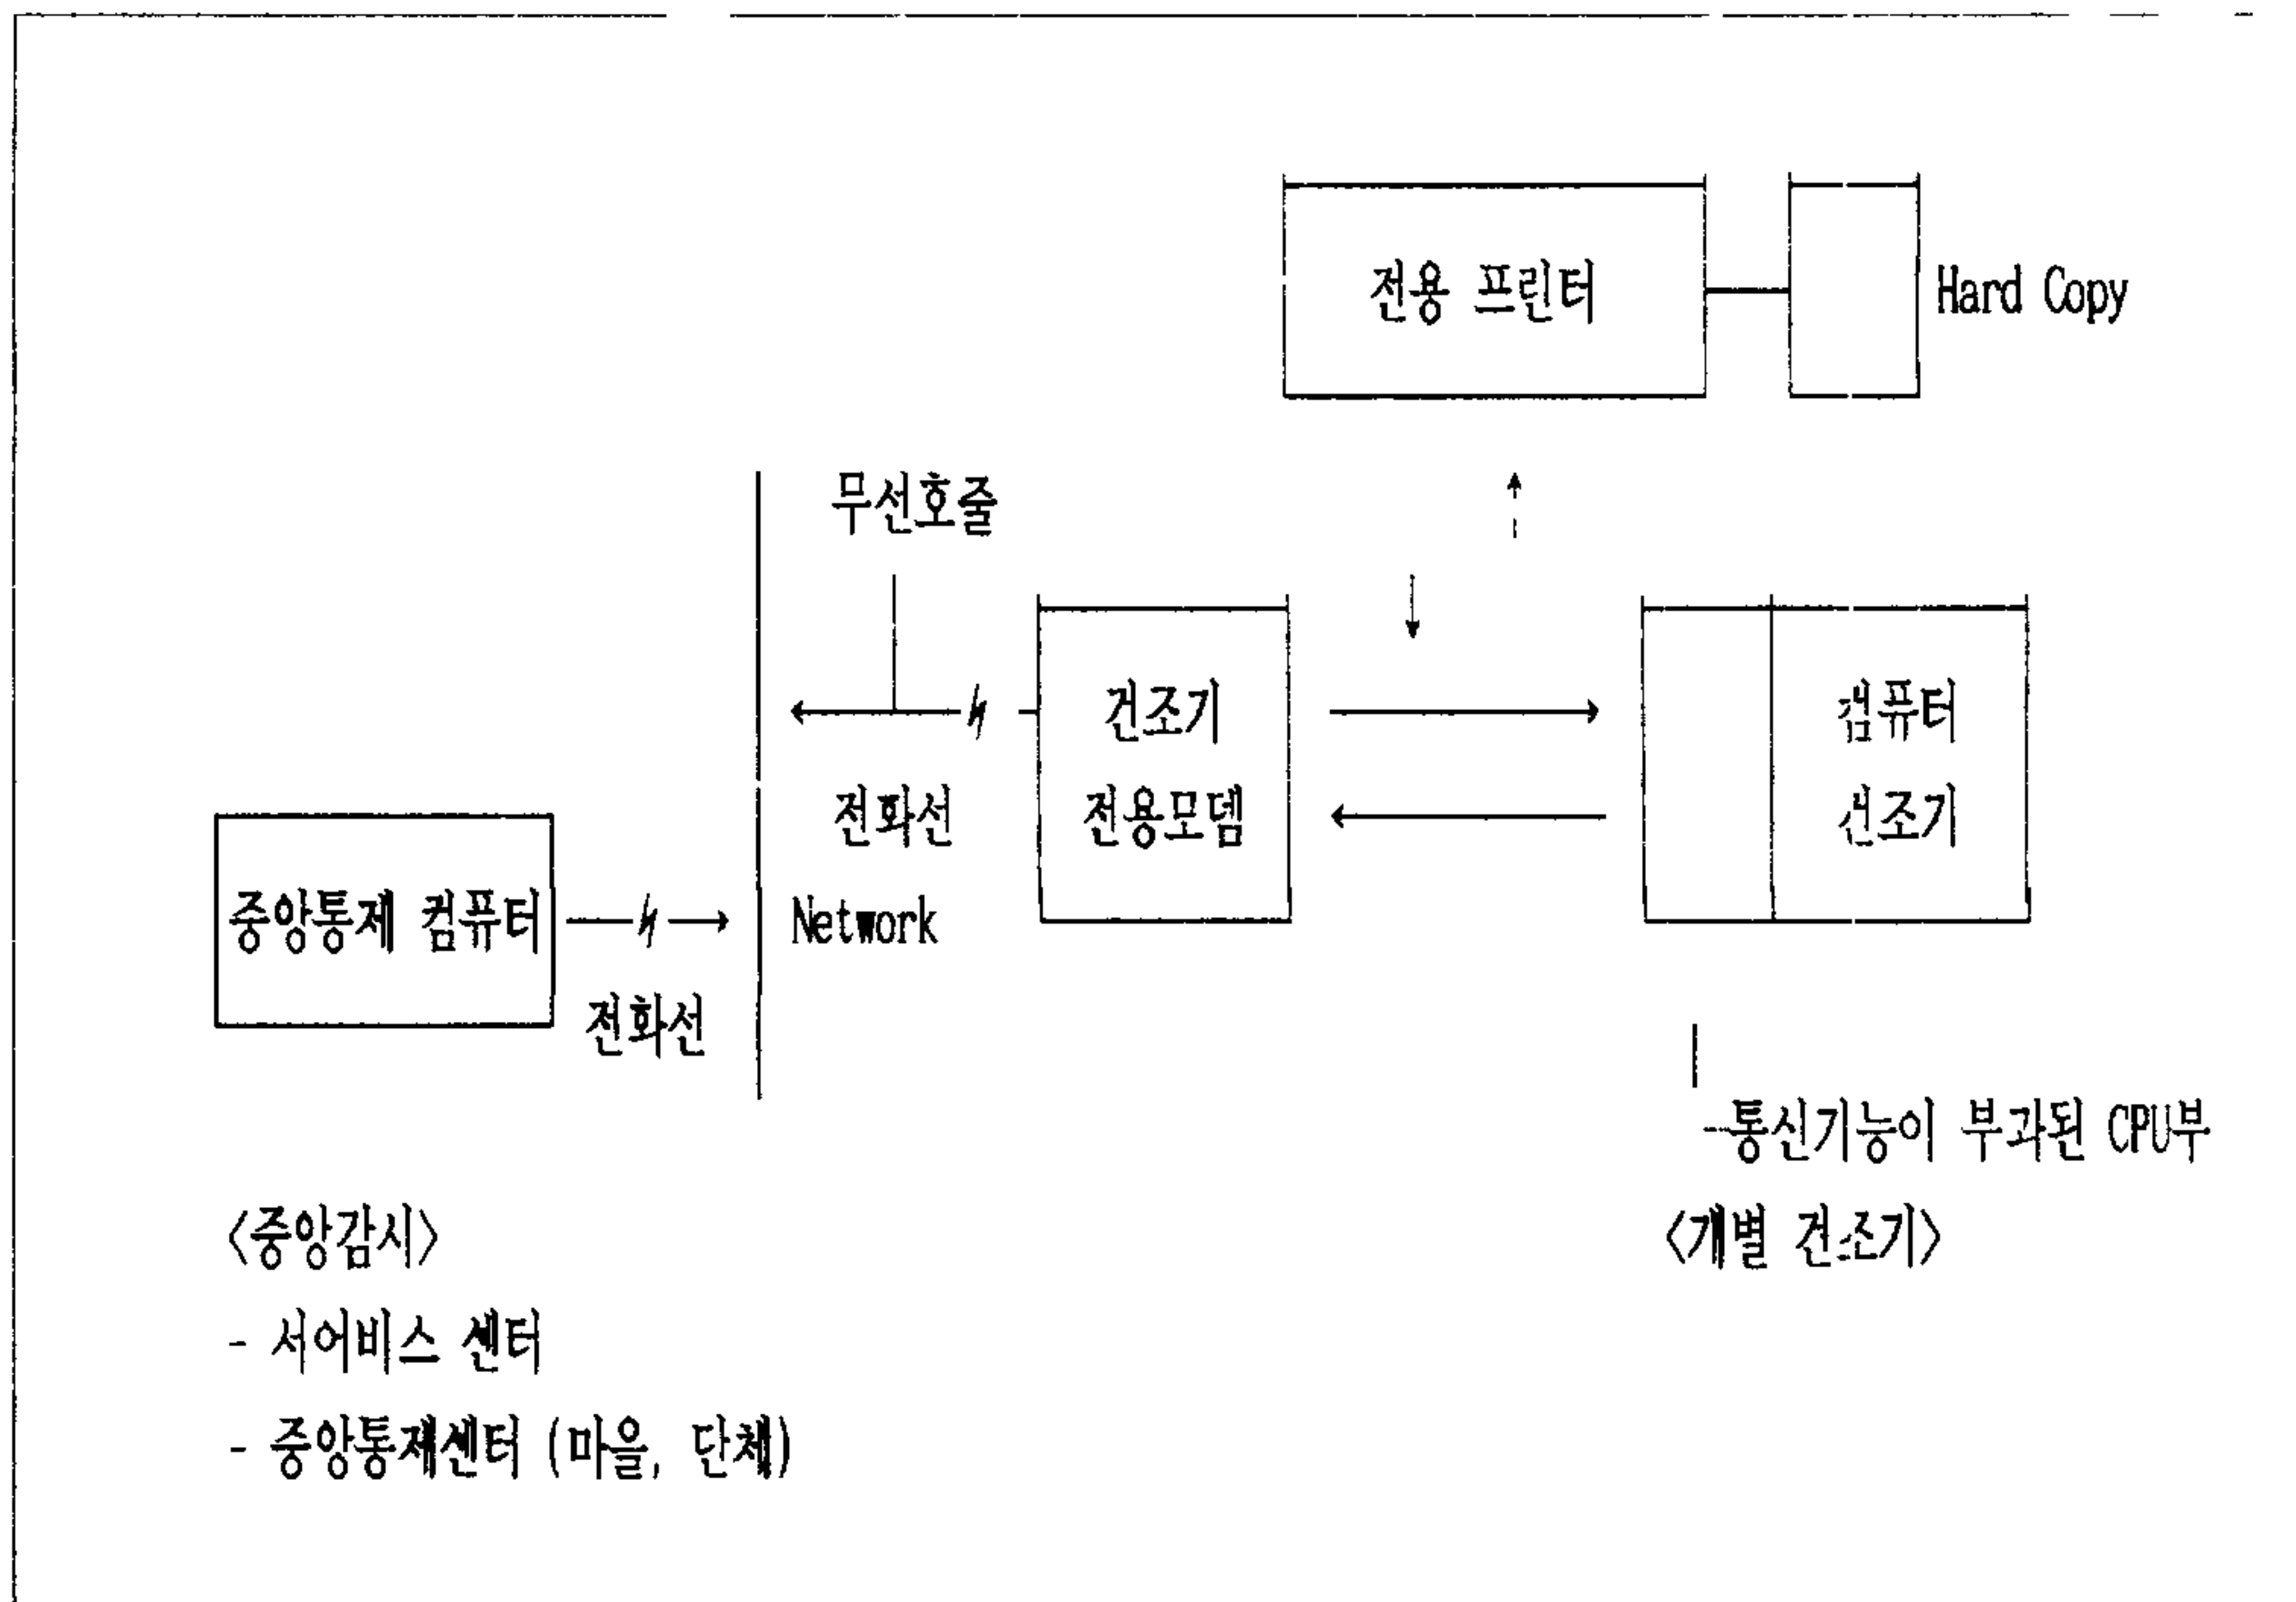 전용 프린터
Hard Copy
무선호출
건조기
전용모뎀
전화선
Network
컴퓨터
건조기
중앙통제 컴퓨터
전화선
-통신기능이 부과된 CPU부
<중앙감시>
<개별 건조기>
- 서어비스 센터
- 중앙통제센터 (마을, 단체)